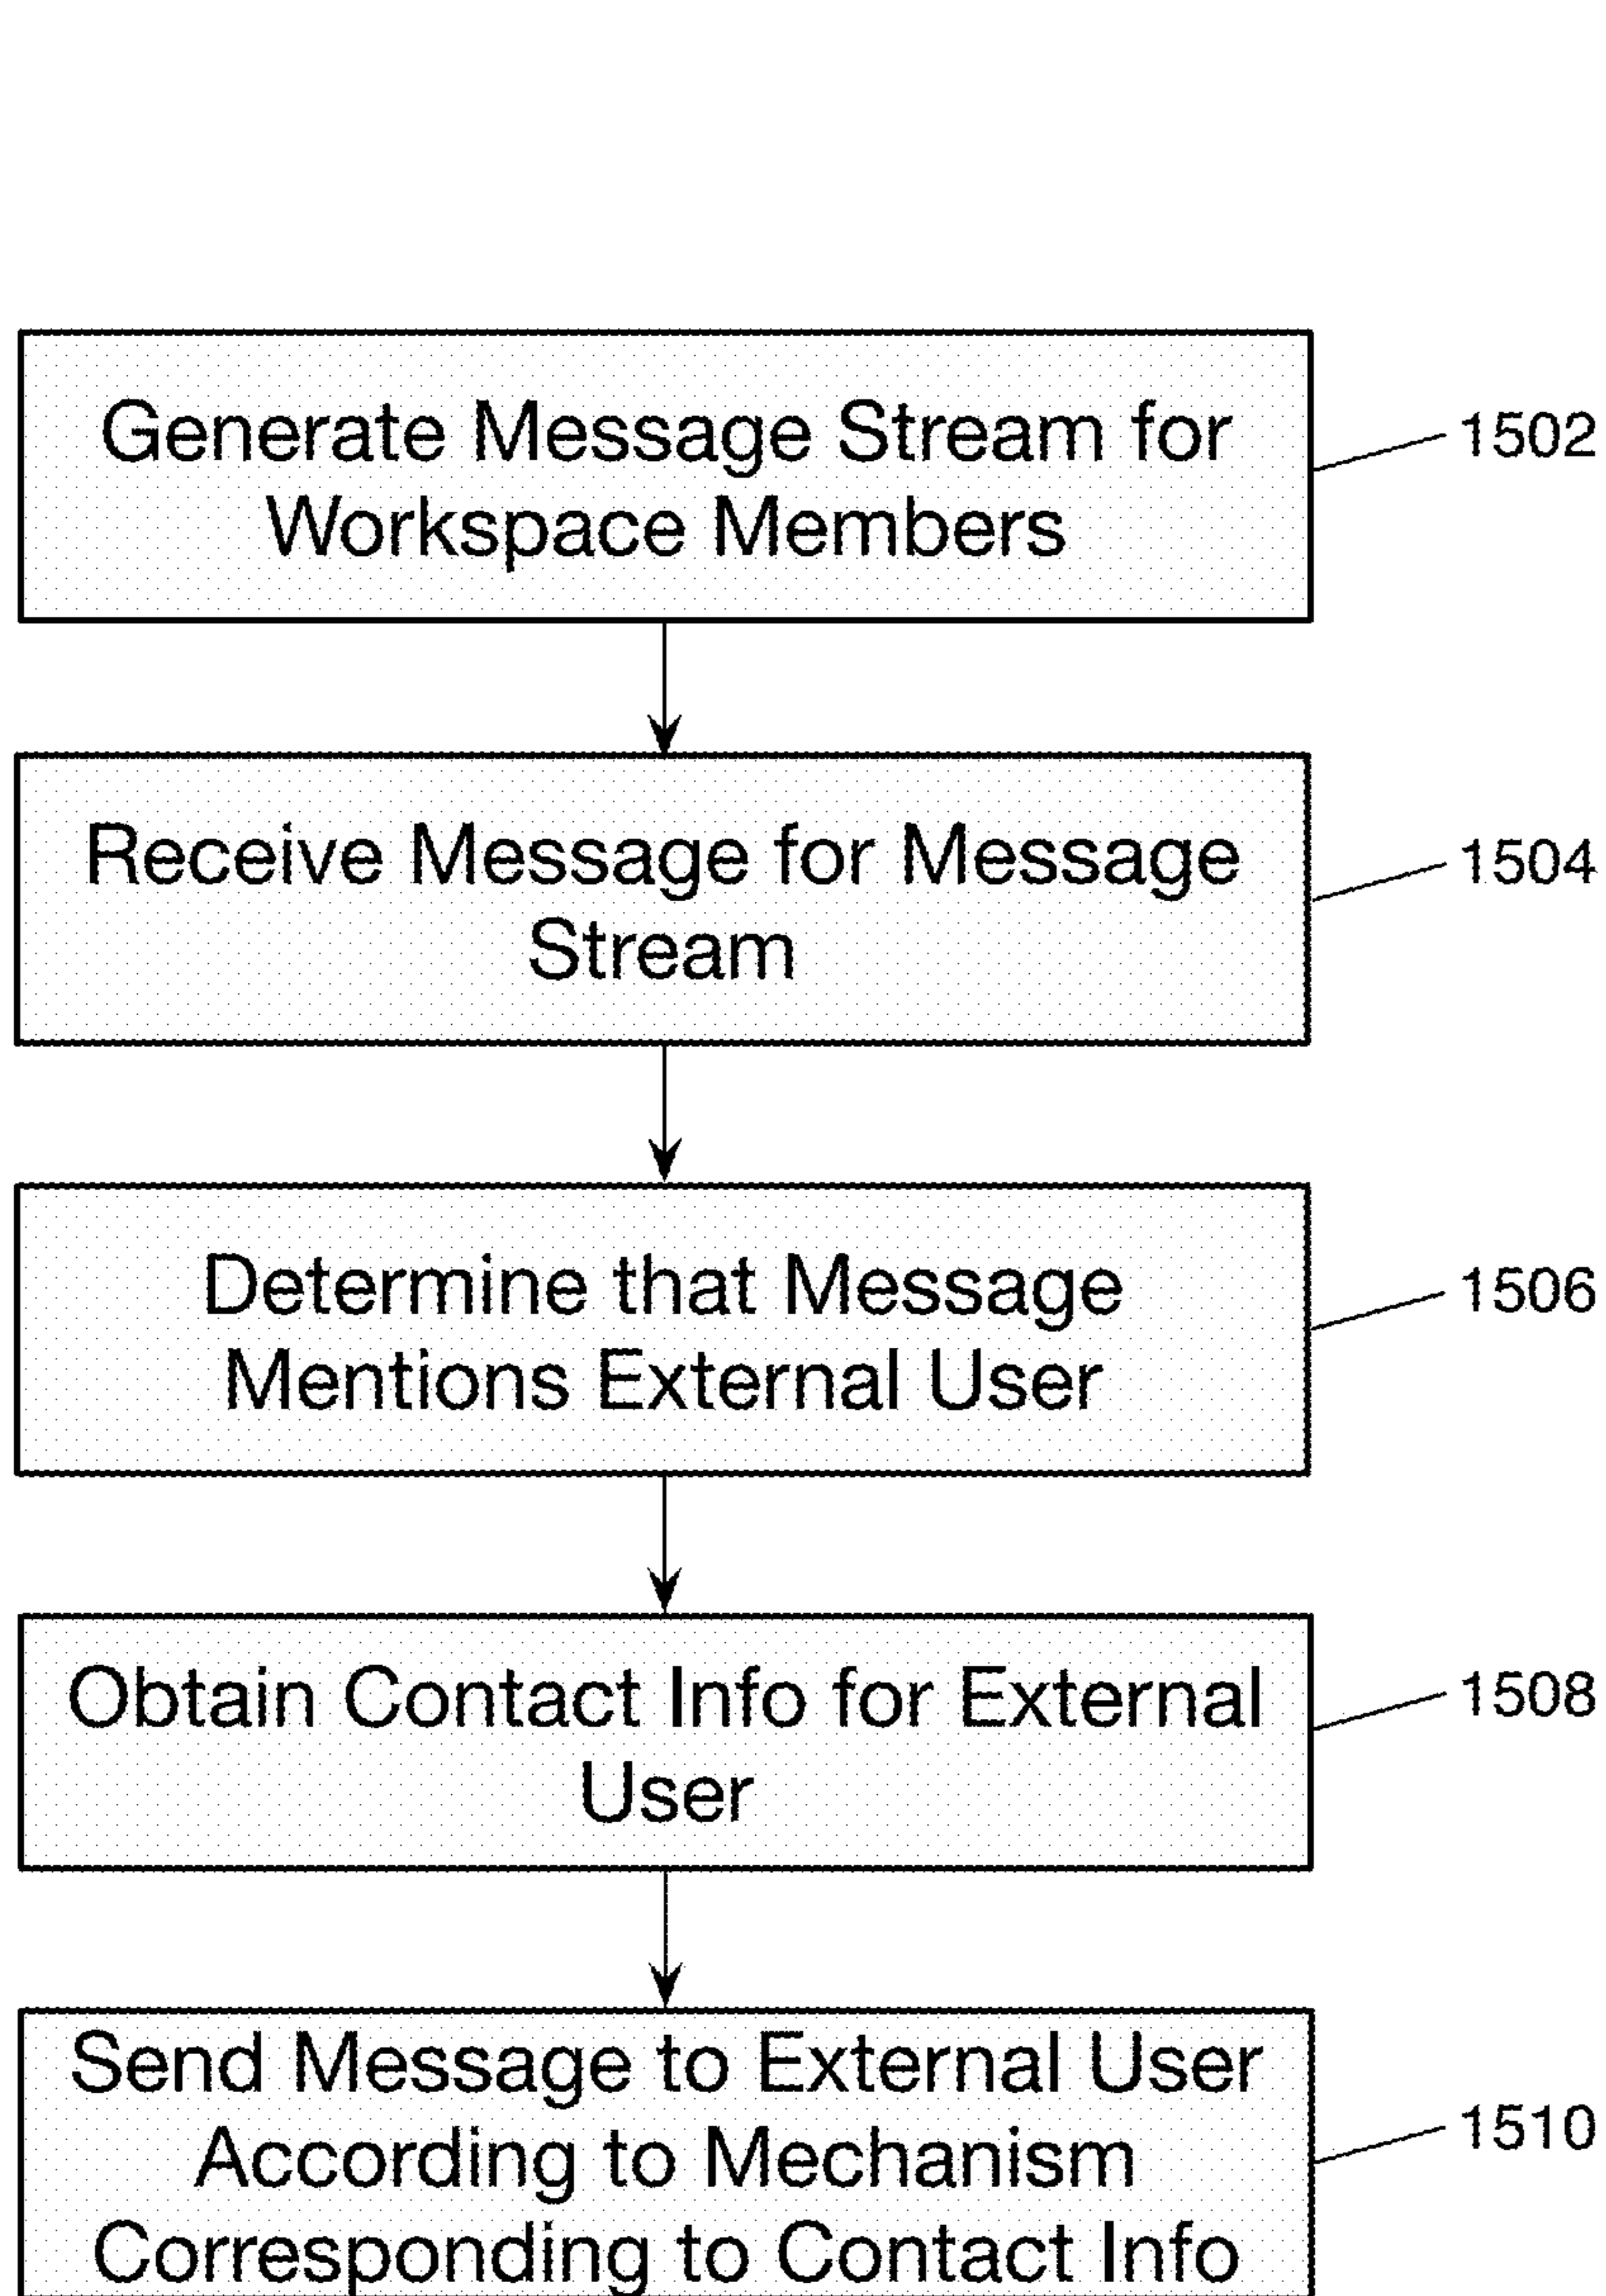 Generate Message Stream for
Workspace Members
1502
Receive Message for Message
Stream
1504
Determine that Message
Mentions External User
1506
Obtain Contact Info for External
User
1508
Send Message to External User
According to Mechanism
Corresponding to Contact Info
1510